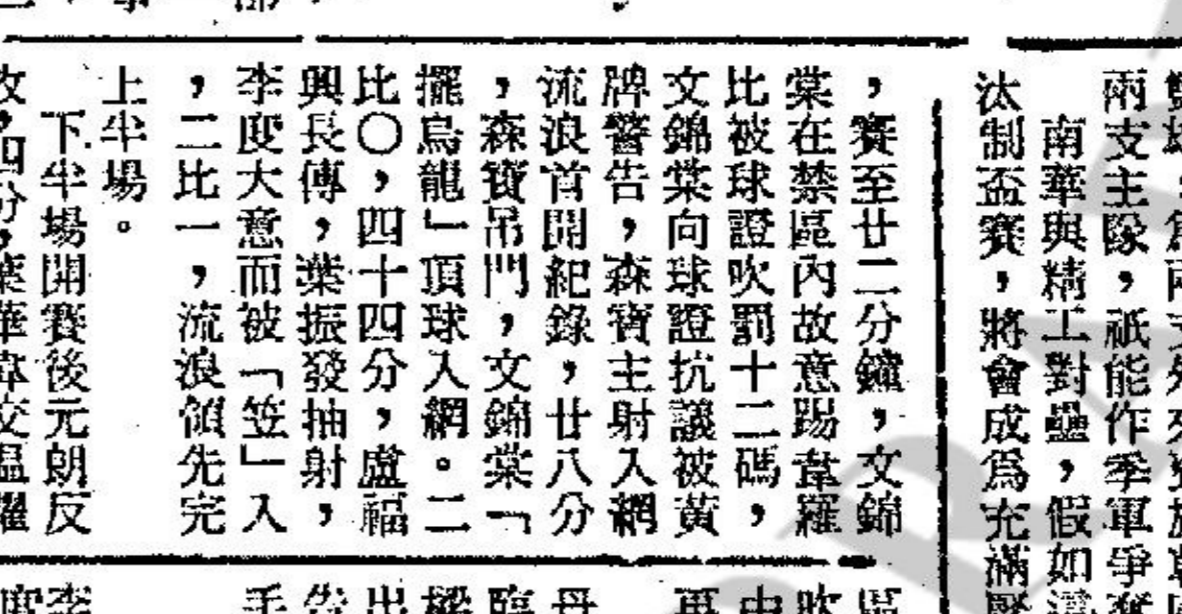 兩支主隊，祇能作季軍爭
南華與精工對壘，假如
汰制盃賽，將會成爲充滿
，賽至廿二分鐘，文錦
棠在禁區內故意踢韋羅
比被球證吹罰十二碼，
文錦棠向球證抗議被黃
牌警告，森寶主射入網
流浪首開紀錄，廿八分
，森寶吊門，文錦棠「
擺烏龍」頂球入網。二
比〇，四十四分，盧福
興長傳，葉振發抽射，
李度大意而被「笠」入
，二比一，流浪領先完
上半場。
下半場開賽後元朗反